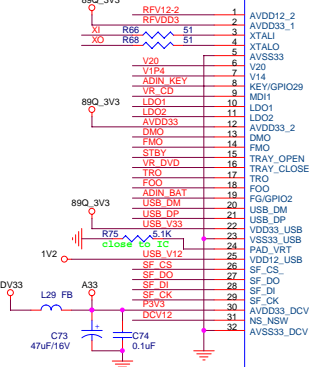 89Q_3V3
RFV12-2 1 AVDD12_2
RFVDD3 2 AVDD33_1
XI R66 51 3 XTALI
XO R68 51 4 XTALO
5 AVSS33
V20 6 V20
V1P4 7 V14
ADIN_KEY 8 KEY/GPIO29
VR_CD 9 MDI1
LDO1 10 LDO1
89Q_3V3 LDO2 11 LDO2
AVDD33 12 AVDD33_2
DMO 13 DMO
FMO 14 FMO
STBY 15 TRAY_OPEN
VR_DVD 16 TRAY_CLOSE
TRO 17 TRO
FOO 18 FOO
ADIN_BAT 19 FG/GPIO2
89Q_3V3 USB_DM 20 USB_DM
USB_DP 21 USB_DP
USB_V33 22 VDD33_USB
R75 5.1K 23 VSS33_USB
close to IC 24 PAD_VRT
1V2 USB_V12 25 VDD12_USB
SF_CS 26 SF_CS_
SF_DO 27 SF_DO
SF_DI 28 SF_DI
DV33 L29 FB A33 SF_CK 29 SF_CK
P3V3 30 AVDD33_DCV
DCV12 31 NS_NSW
32 AVSS33_DCV
C73 C74
47uF/16V 0.1uF
+